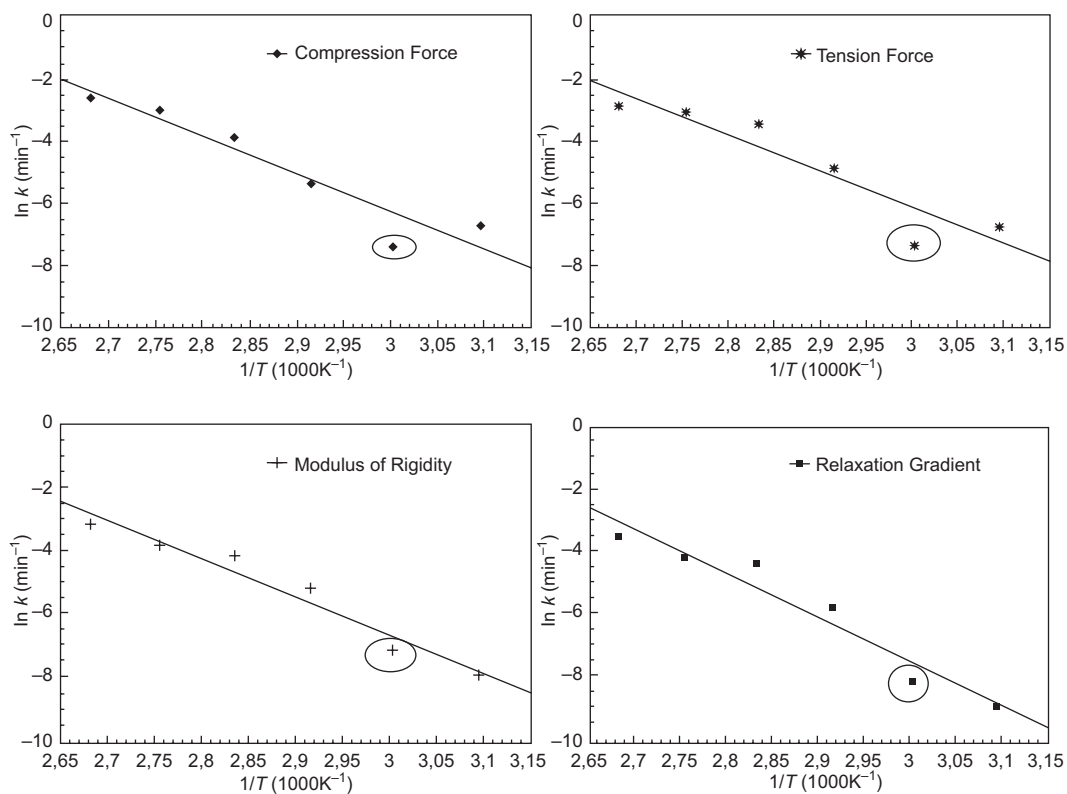 0
−2
−4
−6
−8
−10
ln k (min−1)
Compression Force
2,65 2,7 2,75 2,8 2,85 2,9 2,95 3 3,05 3,1 3,15
1/T (1000K−1)
0
−2
−4
−6
−8
−10
ln k (min−1)
Tension Force
2,65 2,7 2,75 2,8 2,85 2,9 2,95 3 3,05 3,1 3,15
1/T (1000K−1)
0
−2
−4
−6
−8
−10
ln k (min−1)
Modulus of Rigidity
2,65 2,7 2,75 2,8 2,85 2,9 2,95 3 3,05 3,1 3,15
1/T (1000K−1)
0
−2
−4
−6
−8
−10
ln k (min−1)
Relaxation Gradient
2,65 2,7 2,75 2,8 2,85 2,9 2,95 3 3,05 3,1 3,15
1/T (1000K−1)